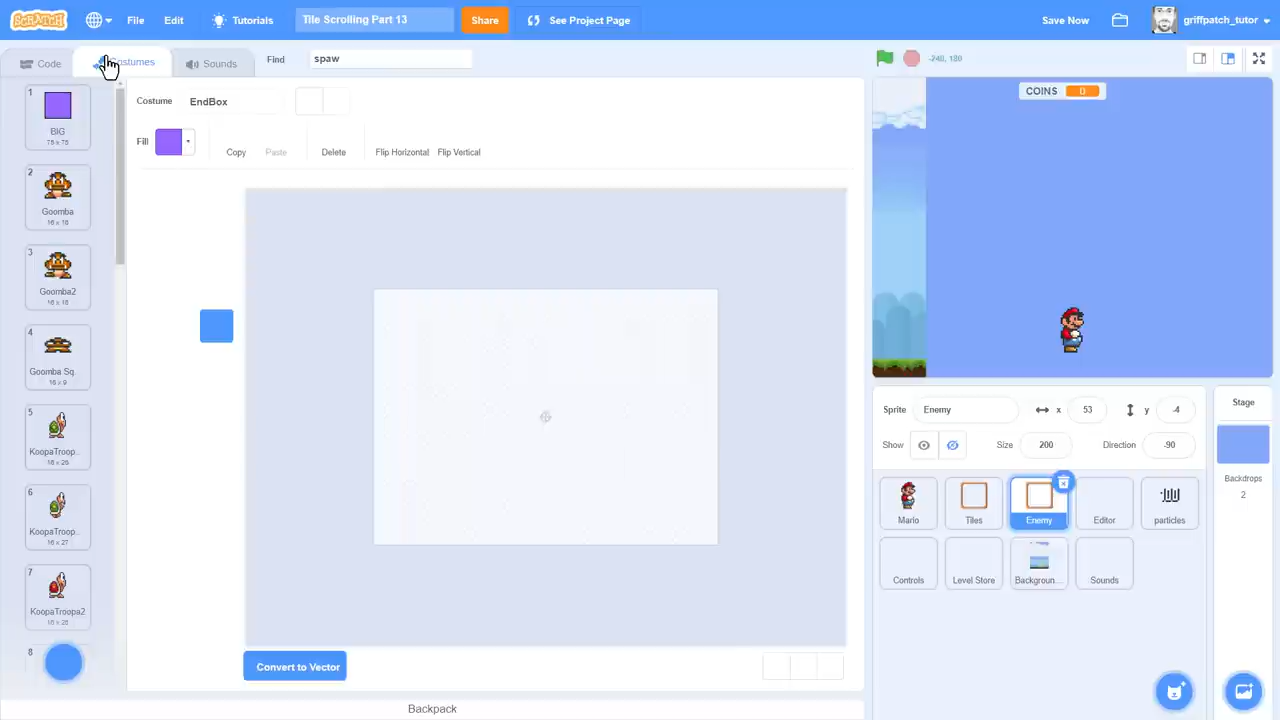 SCRATCH File Edit Tutorials Tile Scrolling Part 13 Share See Project Page Save Now griffpatch_tutor
Code Costumes Sounds Find spaw
-248, 180
COINS 0
Costume EndBox
Fill Copy Paste Delete Flip Horizontal Flip Vertical
1
BIG
75 x 75
2
Goomba
16 x 16
3
Goomba2
16 x 16
4
Goomba Sq.
16 x 9
5
KoopaTroop..
16 x 26
6
KoopaTroop..
16 x 27
7
KoopaTroopa2
16 x 26
8
Convert to Vector
Backpack
Sprite Enemy x 53 y -4
Show Size 200 Direction -90
Mario Tiles Enemy Editor particles
Controls Level Store Backgroun... Sounds
Stage
Backdrops
2